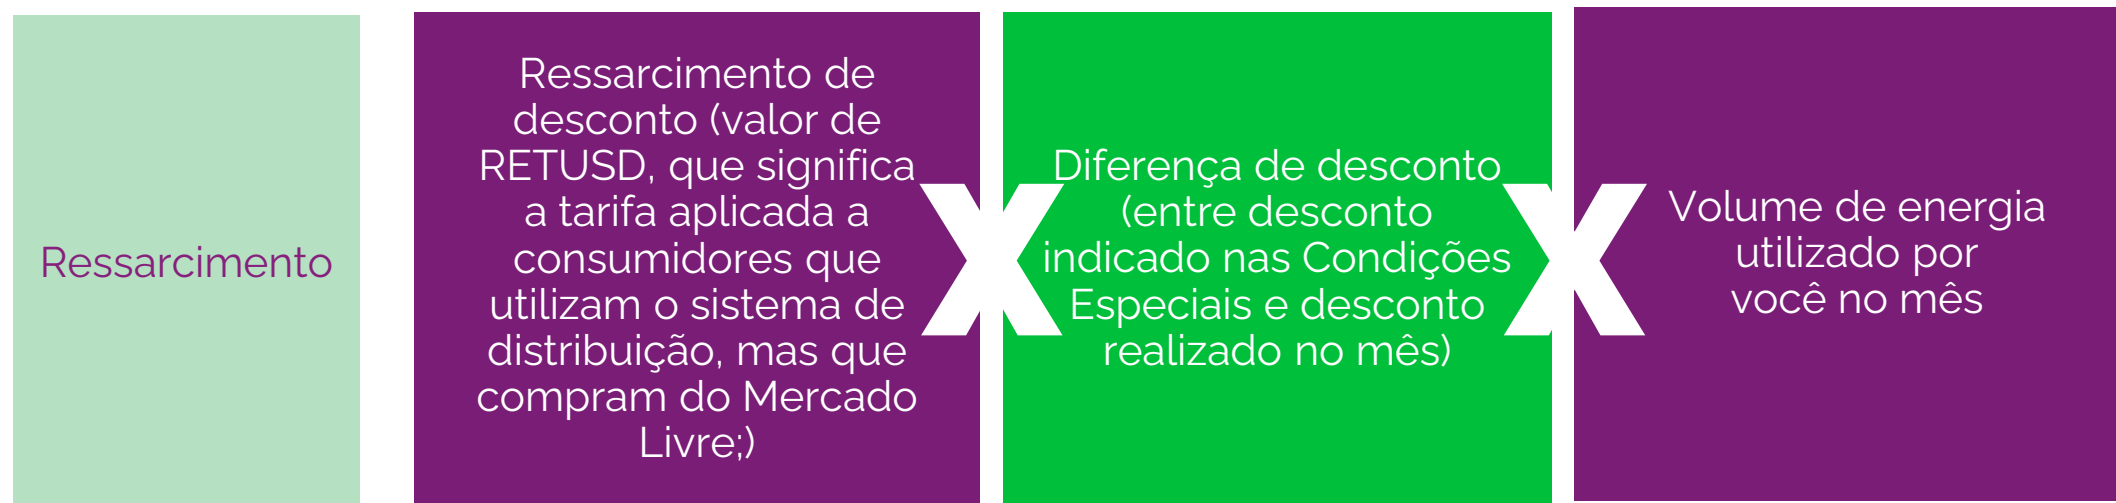 Ressarcimento
Ressarcimento de
desconto (valor de
RETUSD, que significa
a tarifa aplicada a
consumidores que
utilizam o sistema de
distribuição, mas que
compram do Mercado
Livre;)
X
Diferença de desconto
(entre desconto
indicado nas Condições
Especiais e desconto
realizado no mês)
X
Volume de energia
utilizado por
você no mês